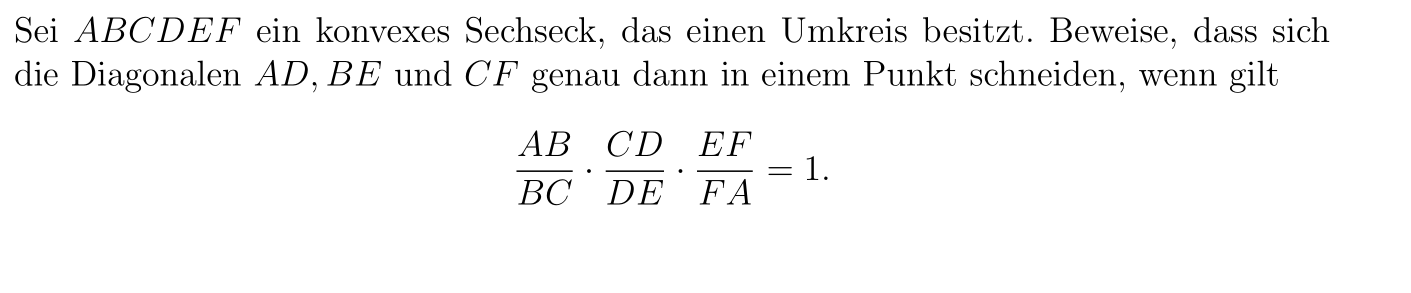 Sei ABCDEF ein konvexes Sechseck, das einen Umkreis besitzt. Beweise, dass sich
die Diagonalen AD, BE und CF genau dann in einem Punkt schneiden, wenn gilt
AB/BC · CD/DE · EF/FA = 1.